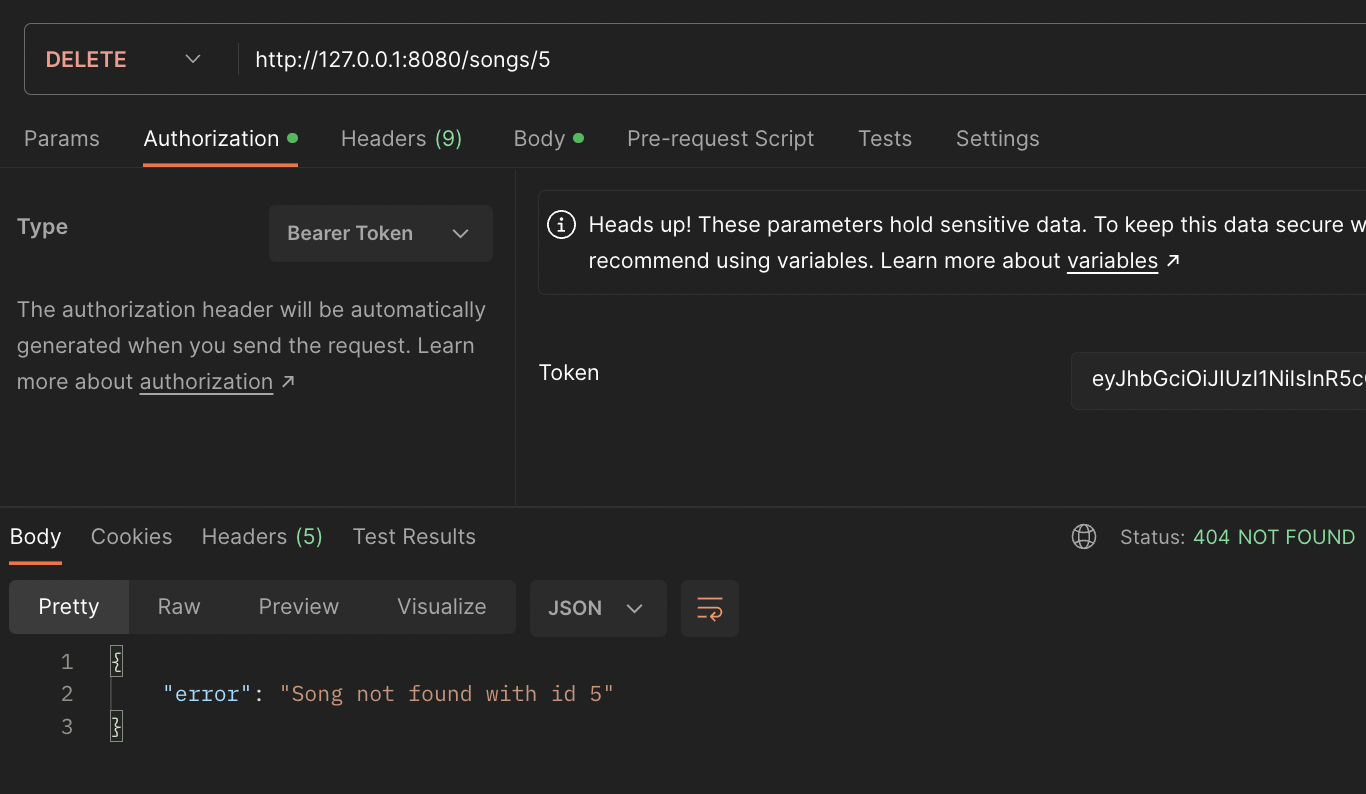 DELETE http://127.0.0.1:8080/songs/5
Params Authorization Headers (9) Body Pre-request Script Tests Settings
Type Bearer Token
The authorization header will be automatically
generated when you send the request. Learn
more about authorization ↗
Heads up! These parameters hold sensitive data. To keep this data secure w
recommend using variables. Learn more about variables ↗
Token
eyJhbGciOiJIUzI1NiIsInR5c
Body Cookies Headers (5) Test Results Status: 404 NOT FOUND
Pretty Raw Preview Visualize JSON
1 {
2 "error": "Song not found with id 5"
3 }